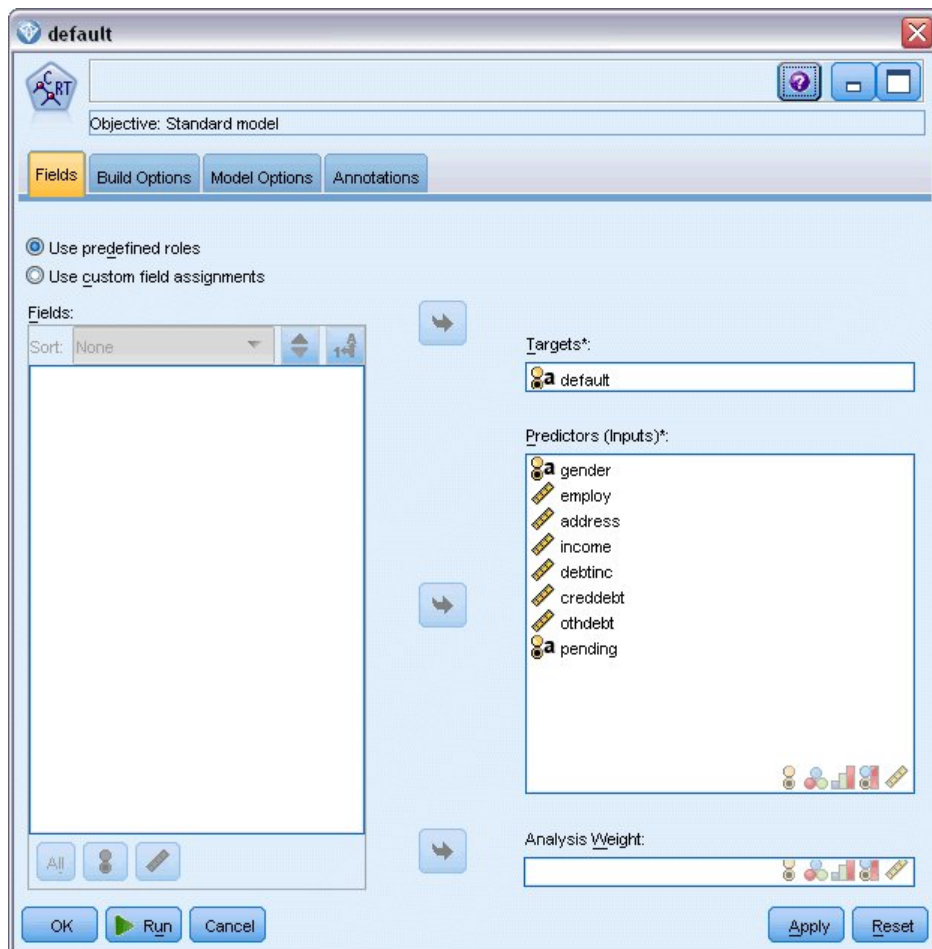 default
C RT
Objective: Standard model
Fields
Build Options
Model Options
Annotations
Use predefined roles
Use custom field assignments
Fields:
Sort: None
Targets*:
a default
Predictors (Inputs)*:
a gender
employ
address
income
debtinc
creddebt
othdebt
a pending
Analysis Weight:
All
OK
Run
Cancel
Apply
Reset